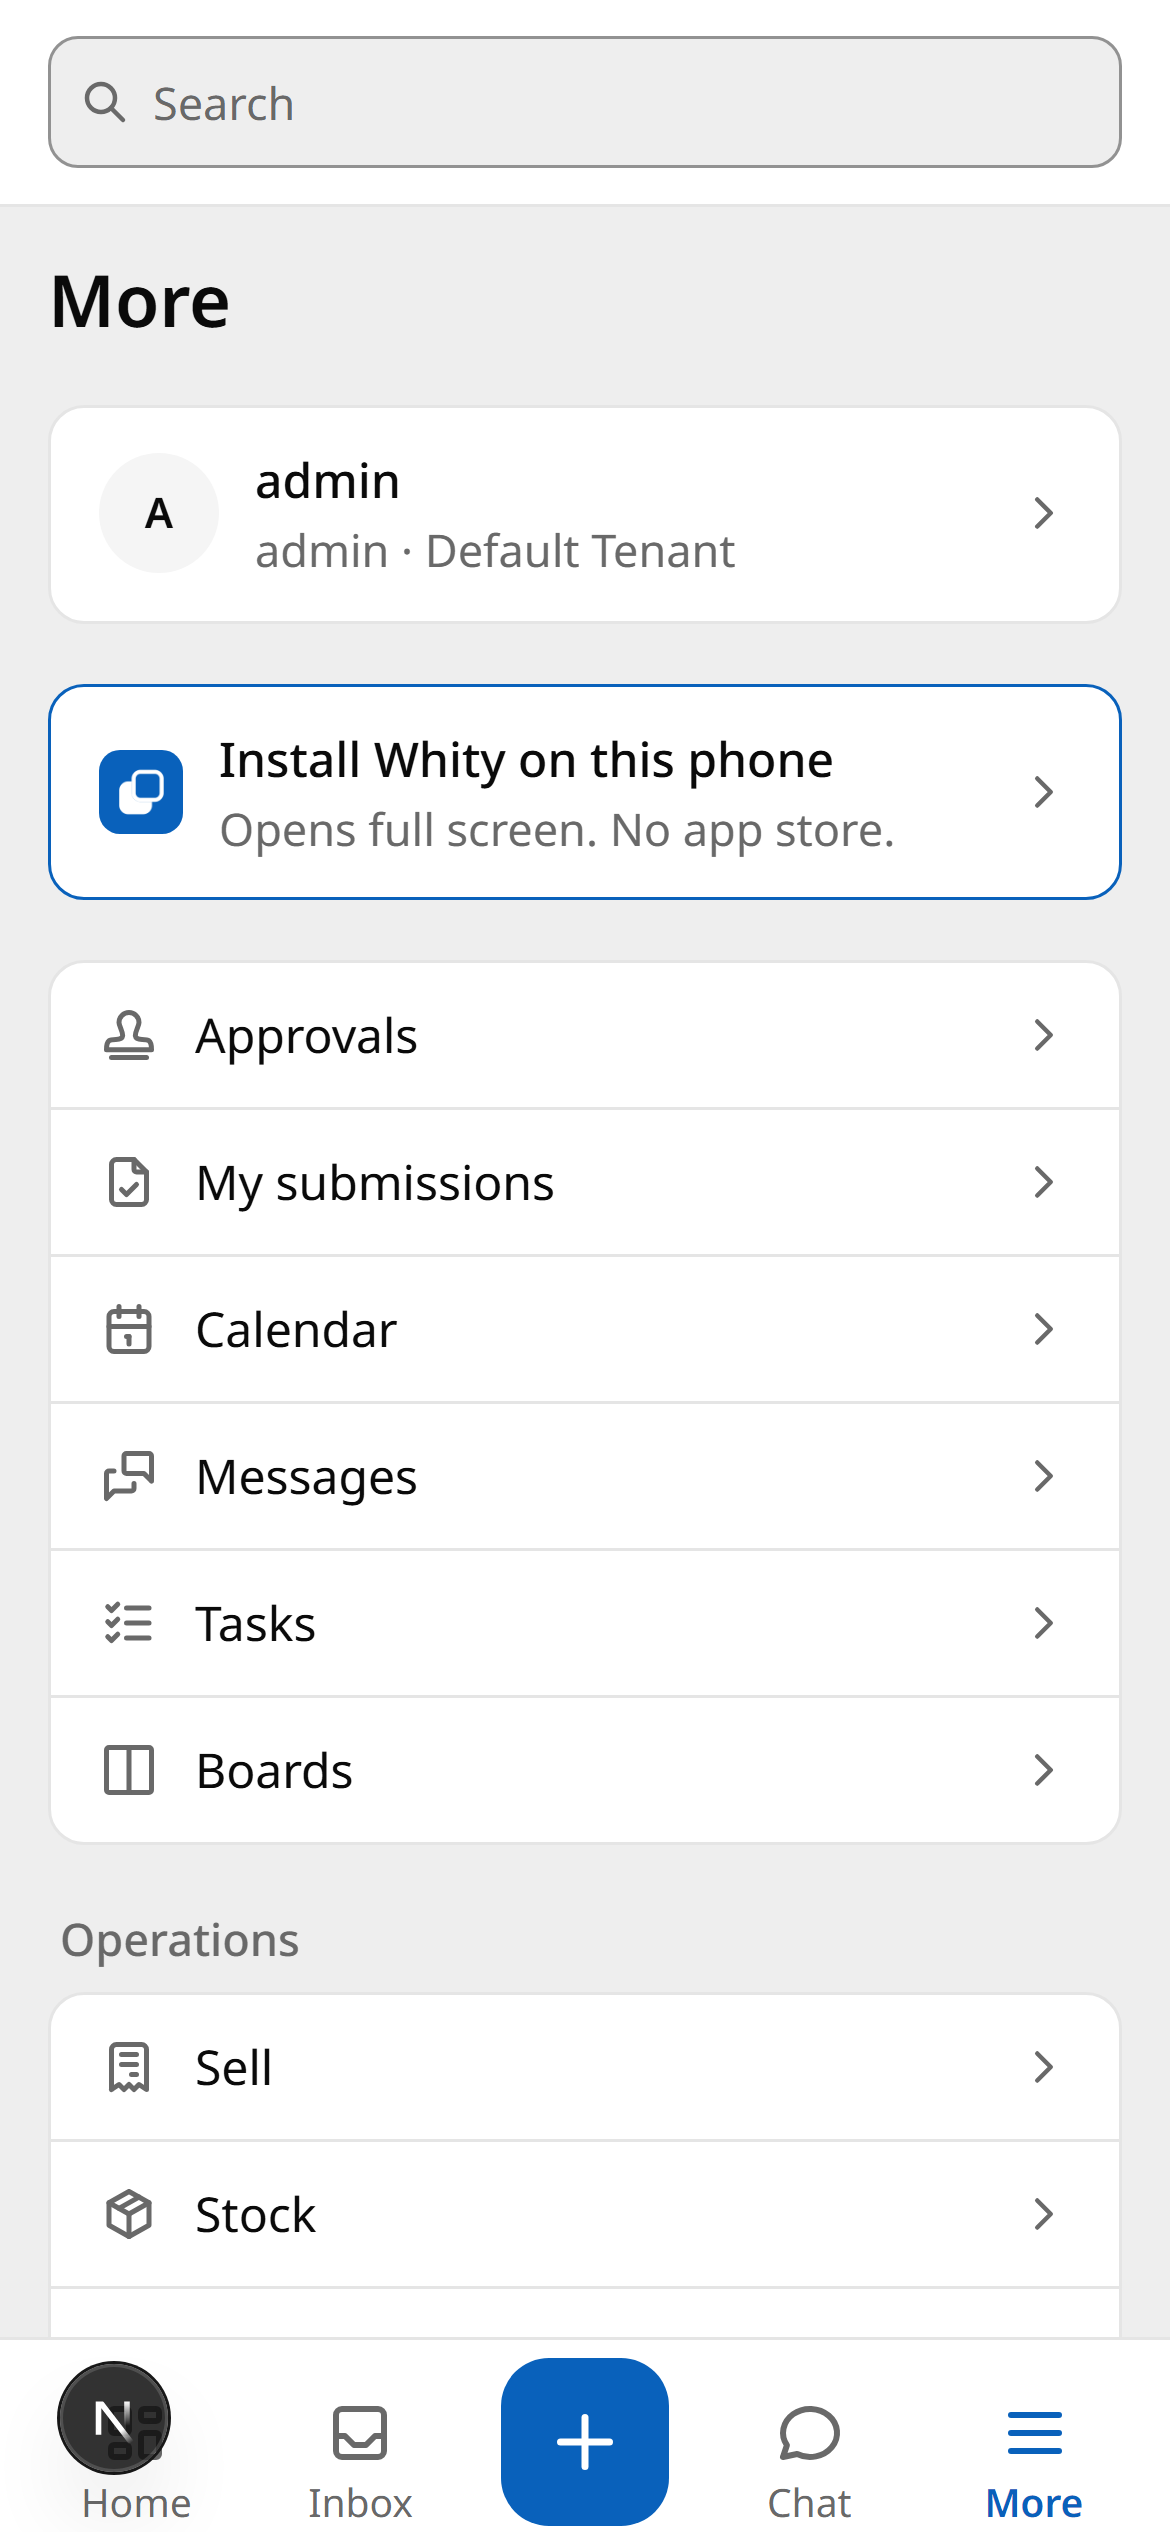 Search
More
A
admin
admin · Default Tenant
Install Whity on this phone
Opens full screen. No app store.
Approvals
My submissions
Calendar
Messages
Tasks
Boards
Operations
Sell
Stock
N
Home
Inbox
Chat
More